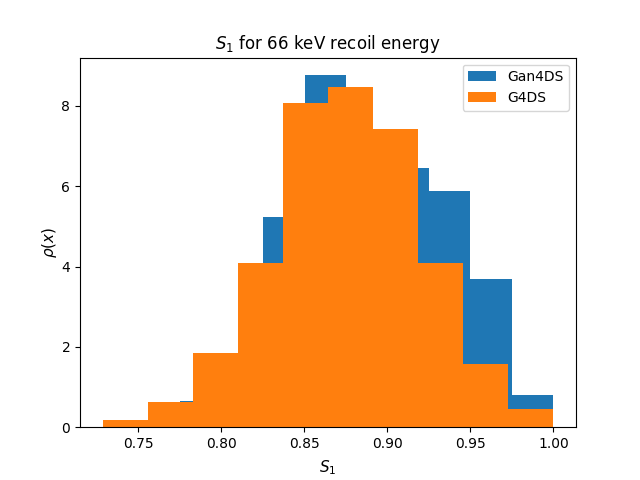 S₁ for 66 keV recoil energy
Gan4DS
G4DS
ρ(x)
8
6
4
2
0
0.75 0.80 0.85 0.90 0.95 1.00
S₁